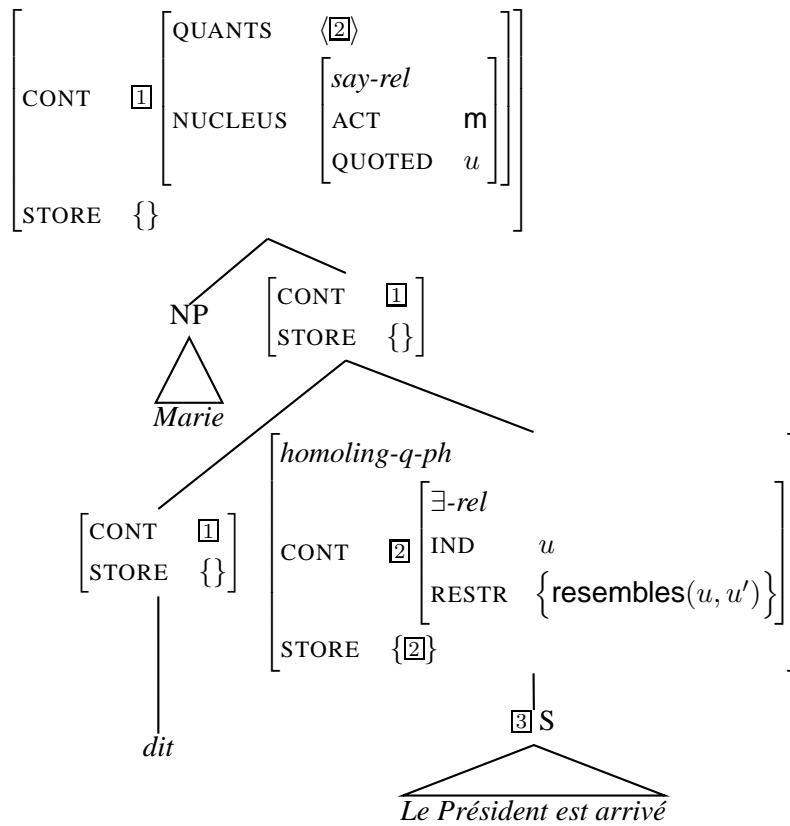 QUANTS ⟨[2]⟩
say-rel
CONT [1] NUCLEUS ACT m
QUOTED u
STORE {}
NP CONT [1]
STORE {}
Marie
homoling-q-ph
∃-rel
CONT [1]
CONT [2] IND u
STORE {}
RESTR {resembles(u, u′)}
STORE {[2]}
[3] S
dit
Le Président est arrivé